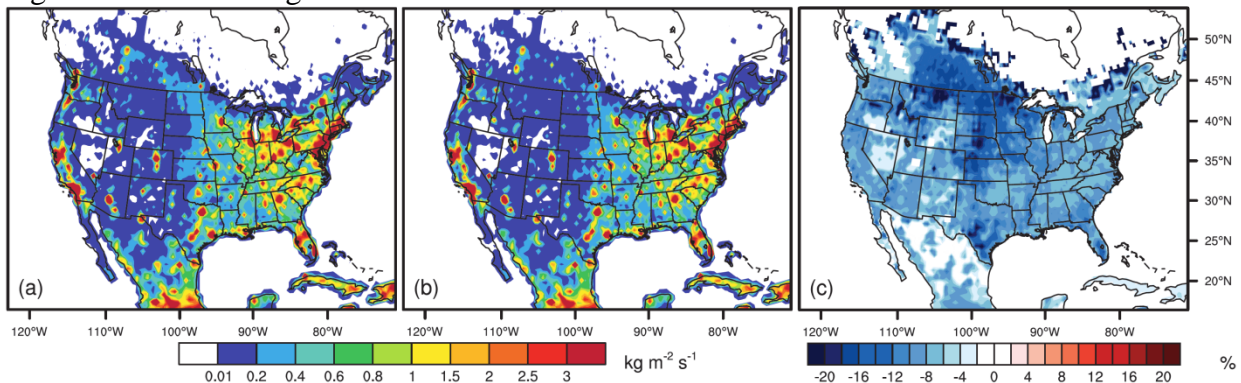 (a)
(b)
(c)
50°N
45°N
40°N
35°N
30°N
25°N
20°N
120°W 110°W 100°W 90°W 80°W
120°W 110°W 100°W 90°W 80°W
120°W 110°W 100°W 90°W 80°W
0.01 0.2 0.4 0.6 0.8 1 1.5 2 2.5 3
kg m⁻² s⁻¹
-20 -16 -12 -8 -4 0 4 8 12 16 20
%